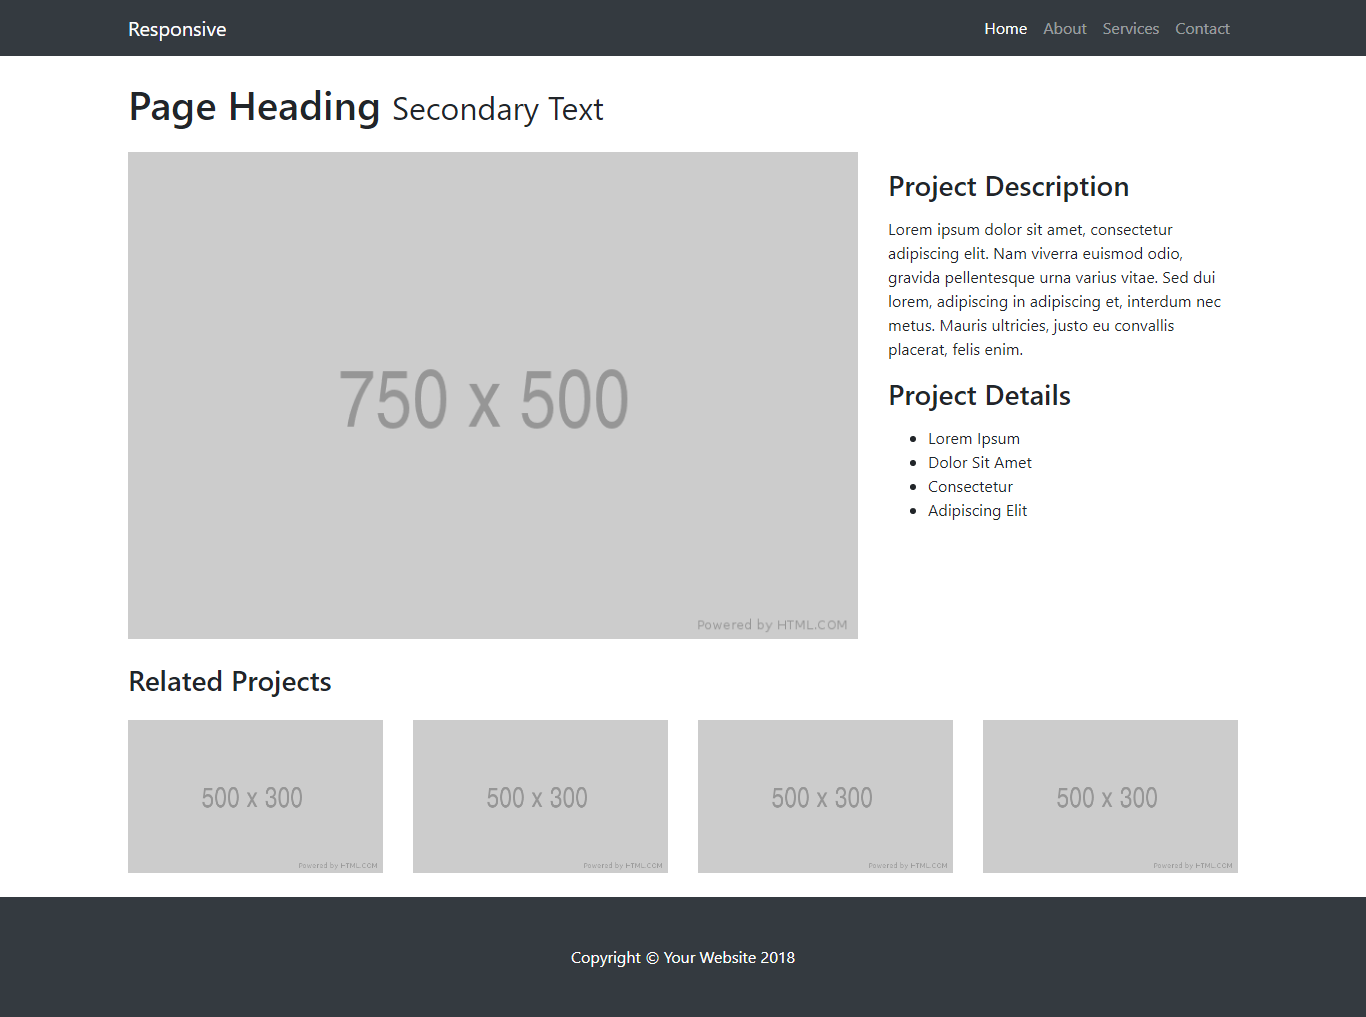 Responsive
Home About Services Contact
Page Heading Secondary Text
750 x 500
Powered by HTML.COM
Project Description
Lorem ipsum dolor sit amet, consectetur
adipiscing elit. Nam viverra euismod odio,
gravida pellentesque urna varius vitae. Sed dui
lorem, adipiscing in adipiscing et, interdum nec
metus. Mauris ultricies, justo eu convallis
placerat, felis enim.
Project Details
Lorem Ipsum
Dolor Sit Amet
Consectetur
Adipiscing Elit
Related Projects
500 x 300
Powered by HTML.COM
500 x 300
Powered by HTML.COM
500 x 300
Powered by HTML.COM
500 x 300
Powered by HTML.COM
Copyright © Your Website 2018